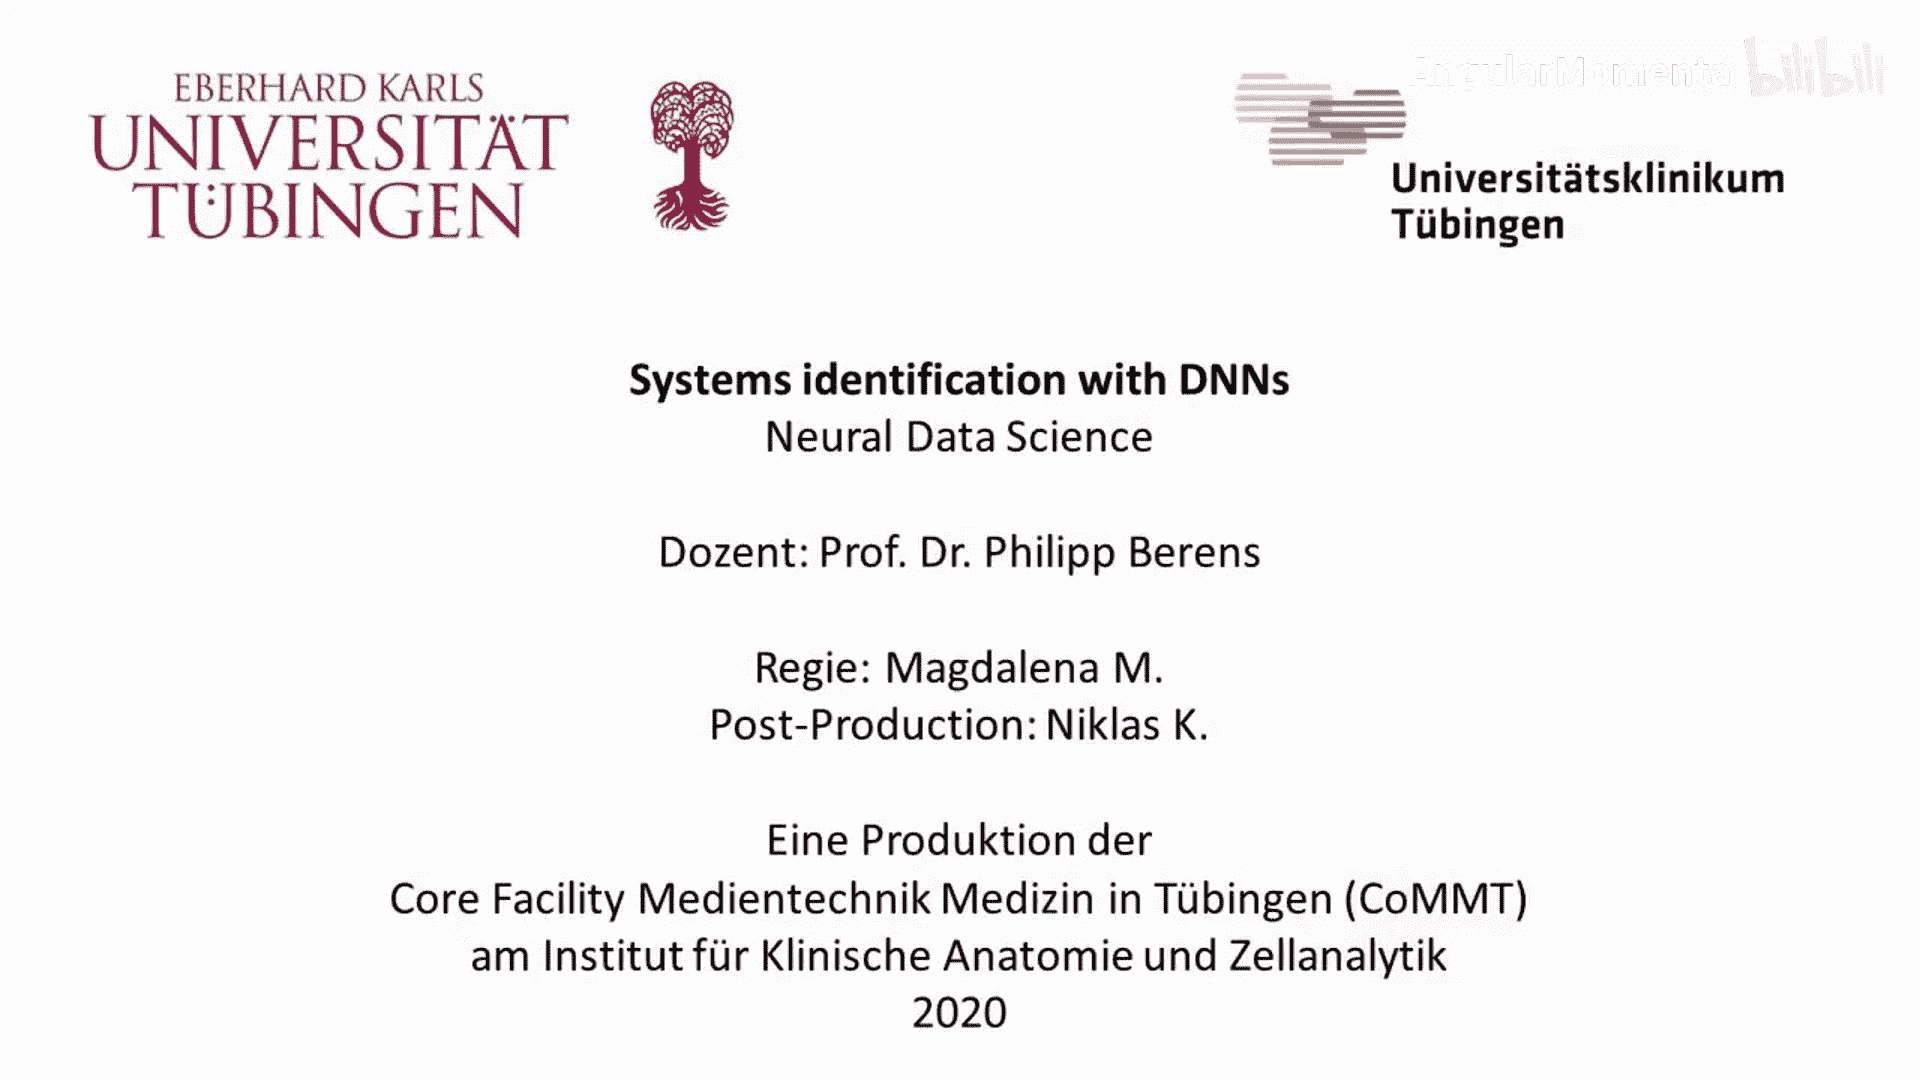 EBERHARD KARLS
UNIVERSITÄT
TÜBINGEN
Universitätsklinikum
Tübingen
bilibili
Systems identification with DNNs
Neural Data Science
Dozent: Prof. Dr. Philipp Berens
Regie: Magdalena M.
Post-Production: Niklas K.
Eine Produktion der
Core Facility Medientechnik Medizin in Tübingen (CoMMT)
am Institut für Klinische Anatomie und Zellanalytik
2020